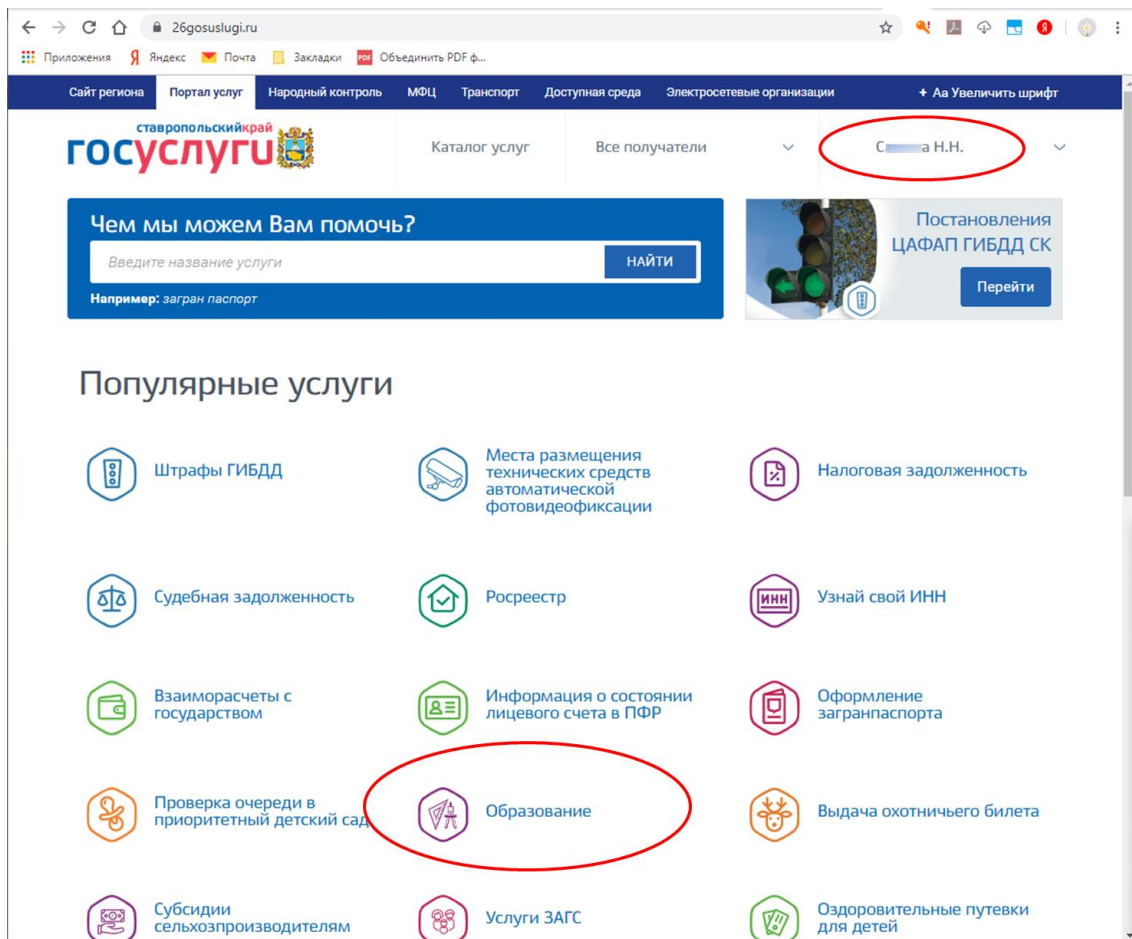 26gosuslugi.ru
Приложения Яндекс Почта Закладки Объединить PDF ф...
Сайт региона Портал услуг Народный контроль МФЦ Транспорт Доступная среда Электросетевые организации + Aa Увеличить шрифт
ставропольскийкрай
госуслуги
Каталог услуг Все получатели а Н.Н.
Чем мы можем Вам помочь?
Введите название услуги НАЙТИ
Например: загран паспорт
Постановления
ЦАФАП ГИБДД СК
Перейти
Популярные услуги
Штрафы ГИБДД
Места размещения
технических средств
автоматической
фотовидеофиксации
Налоговая задолженность
Судебная задолженность
Росреестр
ИНН
Узнай свой ИНН
Взаиморасчеты с
государством
Информация о состоянии
лицевого счета в ПФР
Оформление
загранпаспорта
Проверка очереди в
приоритетный детский сад
Образование
Выдача охотничьего билета
Субсидии
сельхозпроизводителям
Услуги ЗАГС
Оздоровительные путевки
для детей